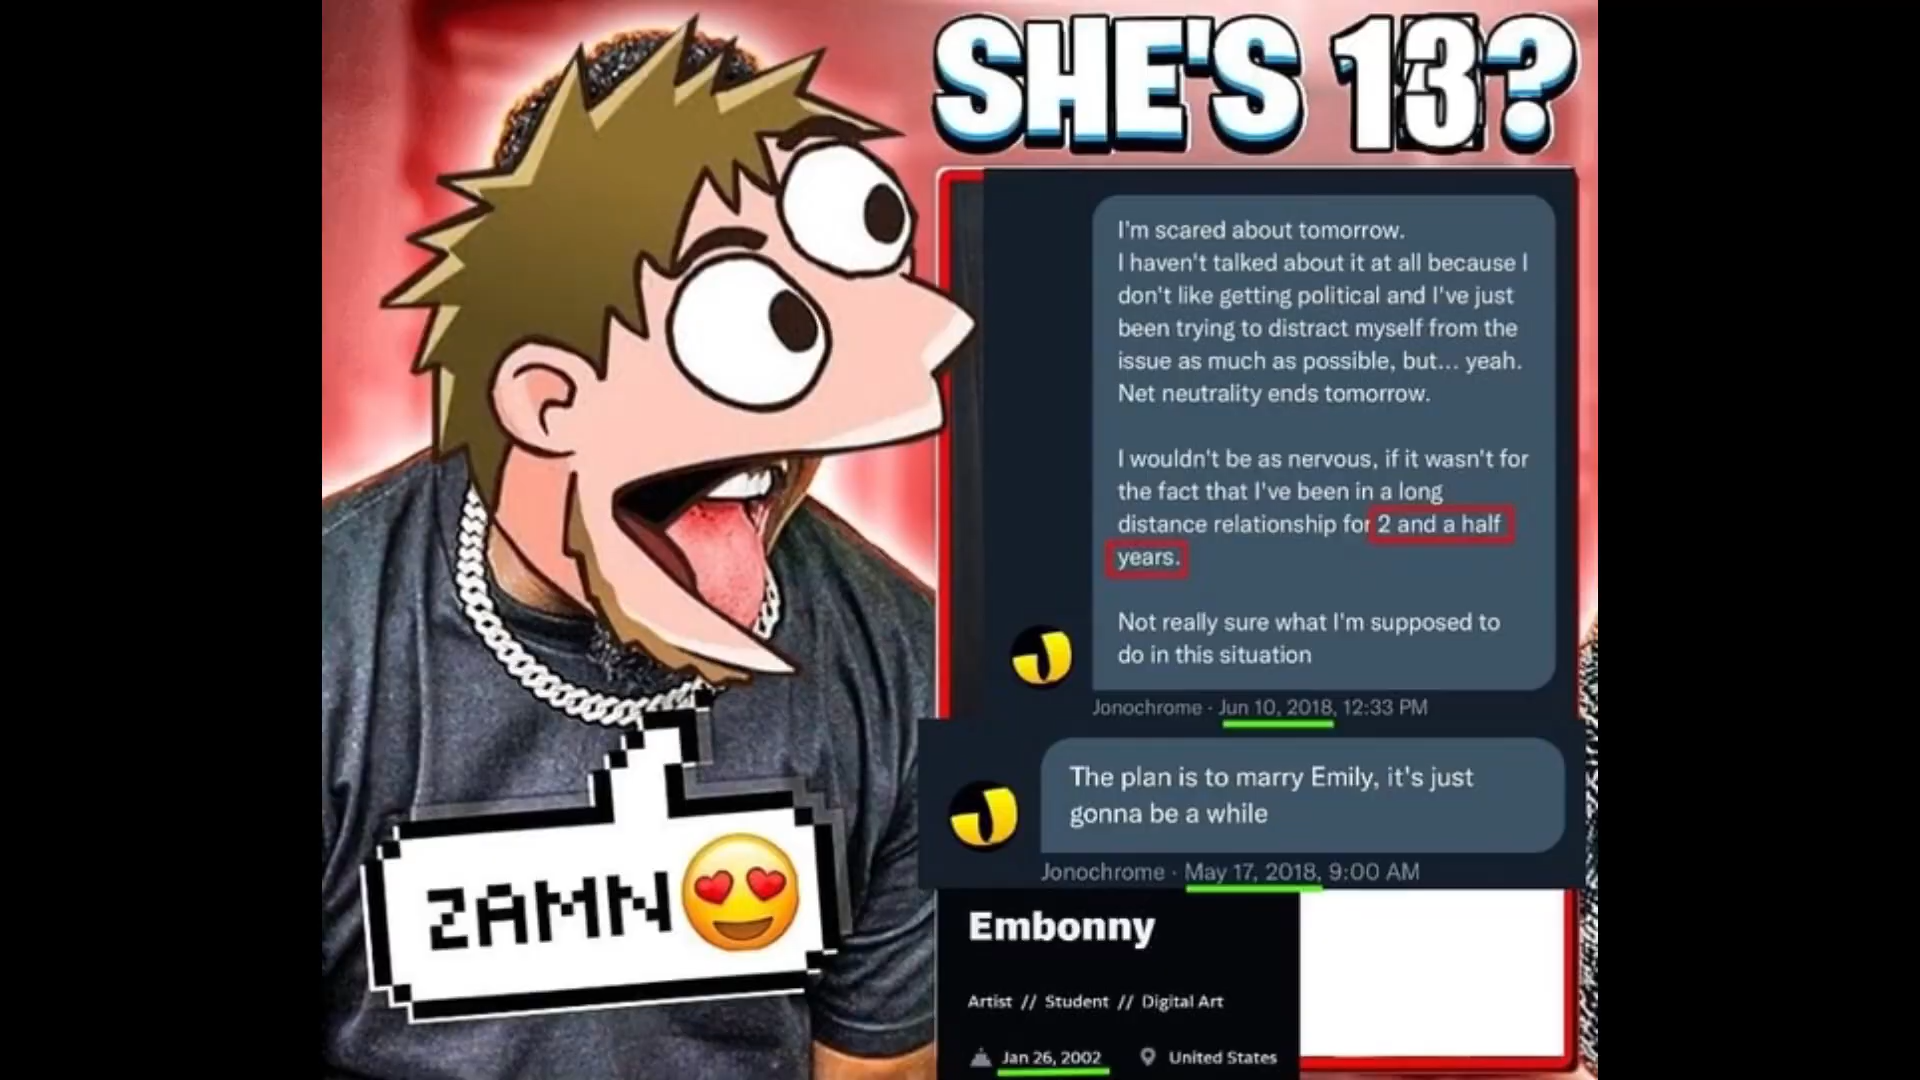 SHE'S 13?
I'm scared about tomorrow.
I haven't talked about it at all because I
don't like getting political and I've just
been trying to distract myself from the
issue as much as possible, but... yeah.
Net neutrality ends tomorrow.
I wouldn't be as nervous, if it wasn't for
the fact that I've been in a long
distance relationship for 2 and a half
years.
Not really sure what I'm supposed to
do in this situation
Jonochrome · Jun 10, 2018, 12:33 PM
The plan is to marry Emily, it's just
gonna be a while
Jonochrome · May 17, 2018, 9:00 AM
ZAMN😍
Embonny
Artist // Student // Digital Art
Jan 26, 2002 United States